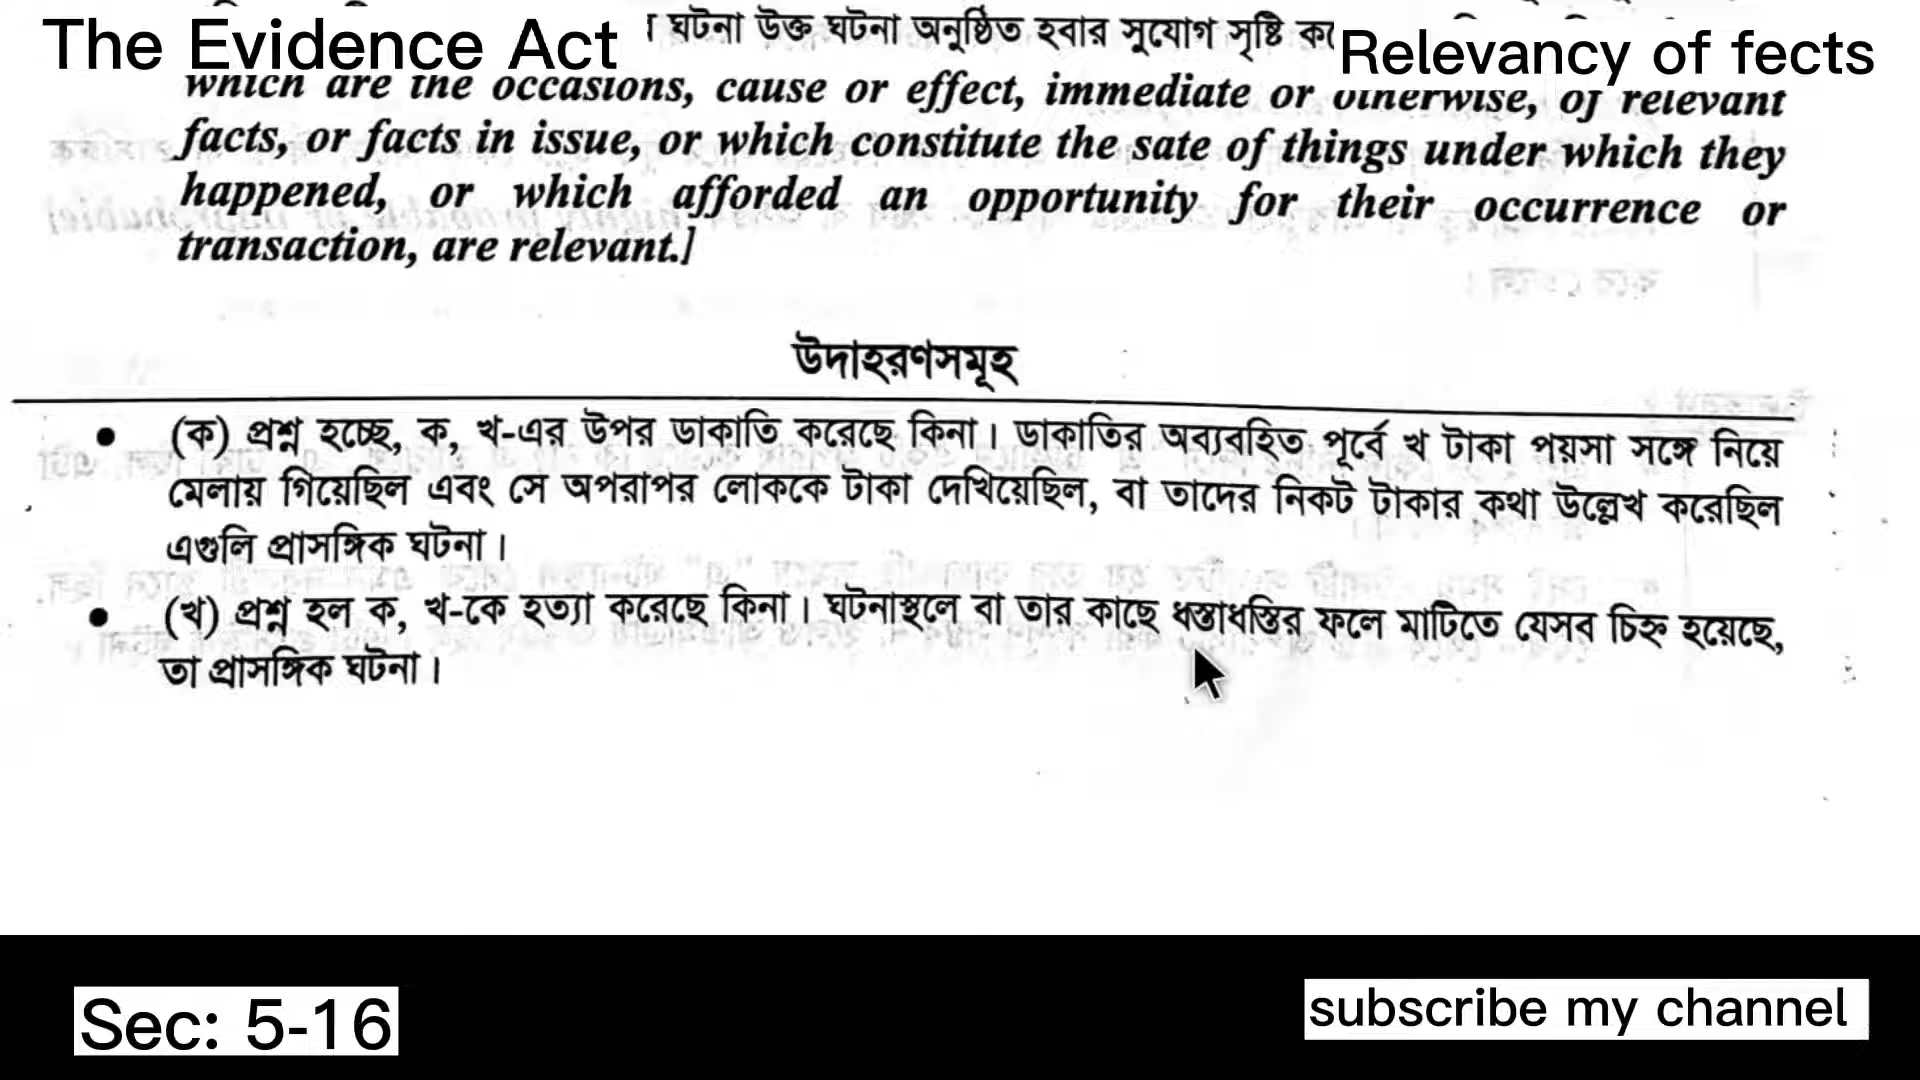 The Evidence Act
Relevancy of fects
ঘটনা উক্ত ঘটনা অনুষ্ঠিত হবার সুযোগ সৃষ্টি
which are the occasions, cause or effect, immediate or otherwise, of relevant
facts, or facts in issue, or which constitute the sate of things under which they
happened, or which afforded an opportunity for their occurrence or
transaction, are relevant.]
উদাহরণসমূহ
• (ক) প্রশ্ন হচ্ছে, ক, খ-এর উপর ডাকাতি করেছে কিনা। ডাকাতির অব্যবহিত পূর্বে খ টাকা পয়সা সঙ্গে নিয়ে
মেলায় গিয়েছিল এবং সে অপরাপর লোককে টাকা দেখিয়েছিল, বা তাদের নিকট টাকার কথা উল্লেখ করেছিল
এগুলি প্রাসঙ্গিক ঘটনা।
• (খ) প্রশ্ন হল ক, খ-কে হত্যা করেছে কিনা। ঘটনাস্থলে বা তার কাছে ধস্তাধস্তির ফলে মাটিতে যেসব চিহ্ন হয়েছে,
তা প্রাসঙ্গিক ঘটনা।
Sec: 5-16
subscribe my channel